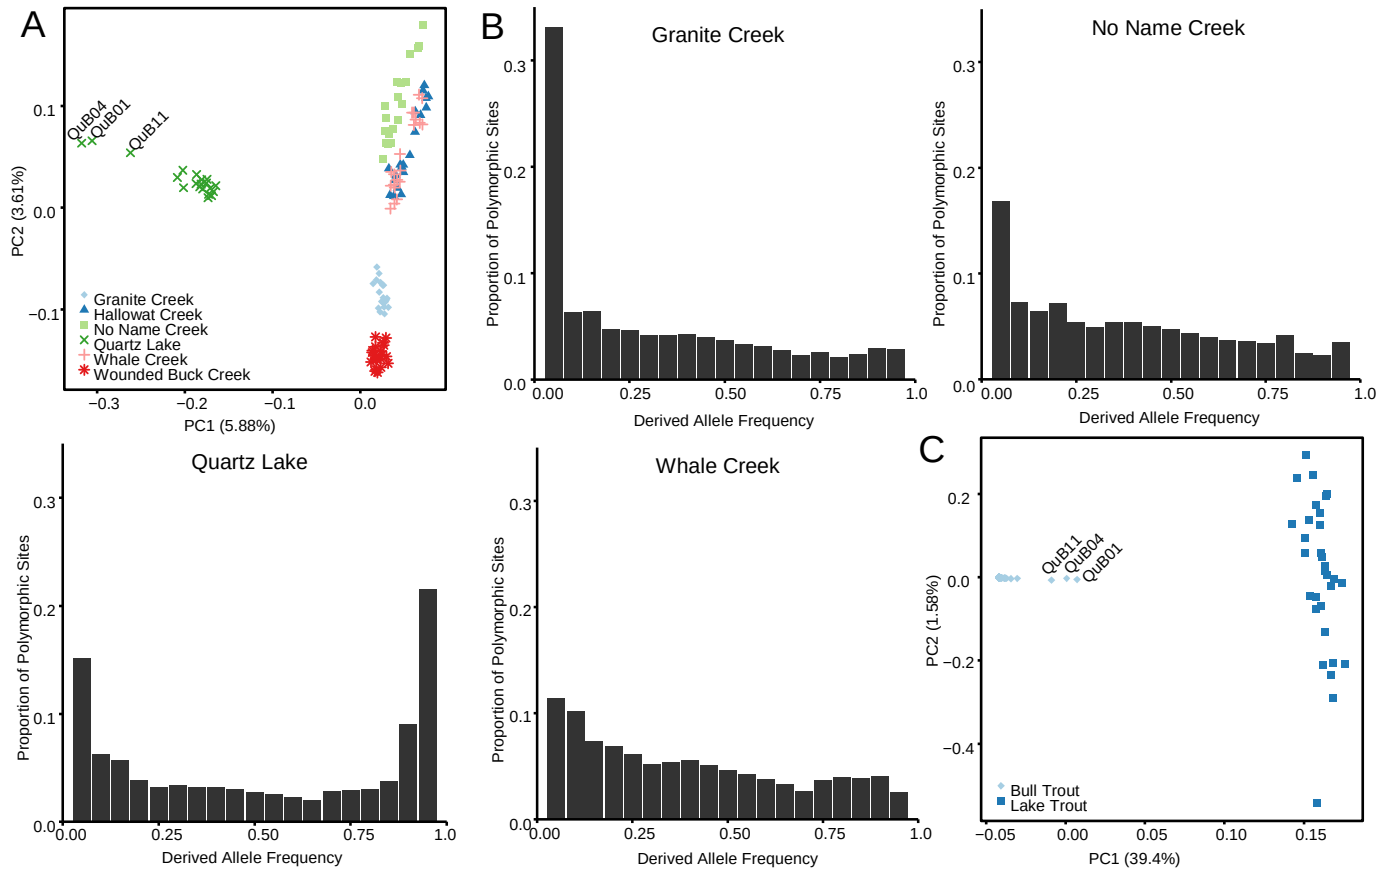 A
0.1
0.0
−0.1
PC2 (3.61%)
QuB04
QuB01
QuB11
Granite Creek
Hallowat Creek
No Name Creek
Quartz Lake
Whale Creek
Wounded Buck Creek
−0.3
−0.2
−0.1
0.0
PC1 (5.88%)
B
Granite Creek
Proportion of Polymorphic Sites
0.3
0.2
0.1
0.0
0.00
0.25
0.50
0.75
Derived Allele Frequency
No Name Creek
Proportion of Polymorphic Sites
0.3
0.2
0.1
0.0
0.00
0.25
0.50
0.75
1.0
Derived Allele Frequency
Quartz Lake
Proportion of Polymorphic Sites
0.3
0.2
0.1
0.0
0.00
0.25
0.50
0.75
1.0
Derived Allele Frequency
Whale Creek
Proportion of Polymorphic Sites
0.3
0.2
0.1
0.0
0.00
0.25
0.50
0.75
1.0
Derived Allele Frequency
C
PC2 (1.58%)
0.2
0.0
−0.2
−0.4
QuB11
QuB04
QuB01
Bull Trout
Lake Trout
−0.05
0.00
0.05
0.10
0.15
PC1 (39.4%)